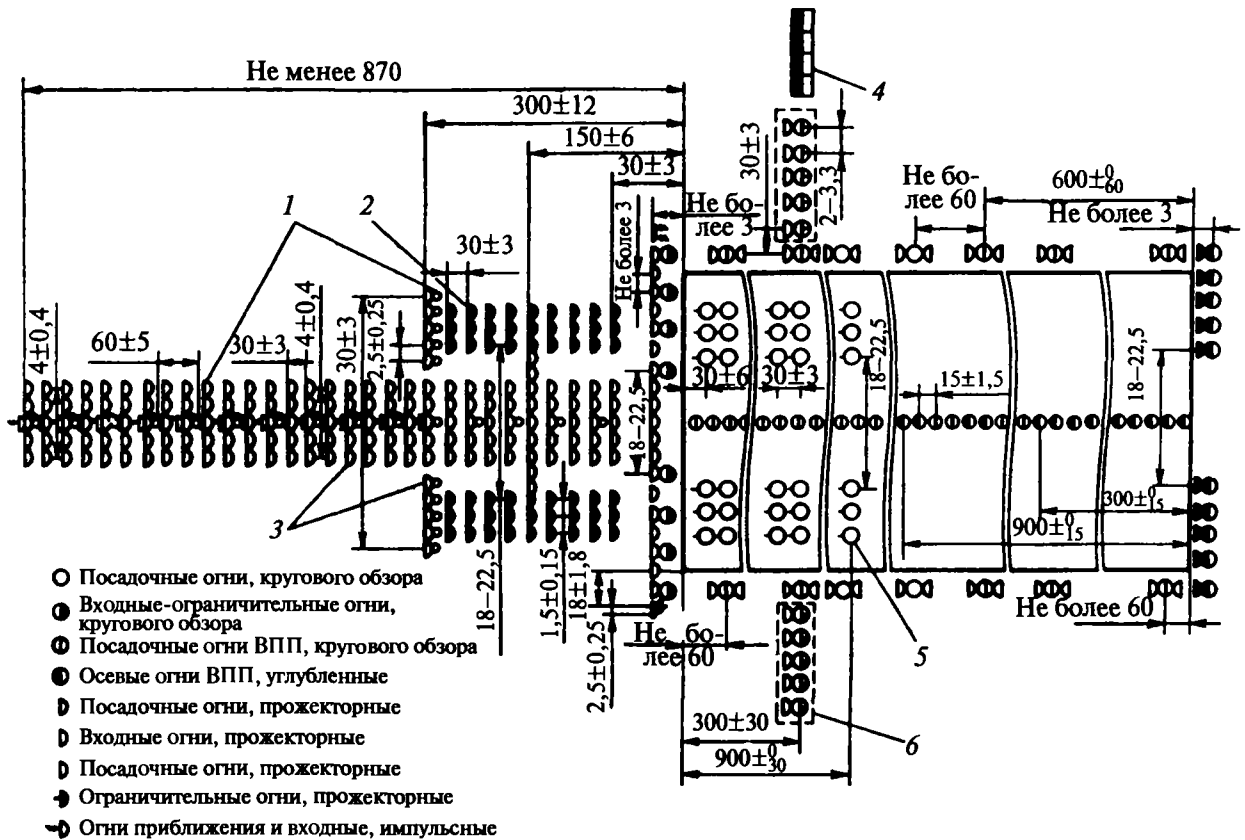 Не менее 870
300±12
150±6
30±3
Не бо-
лее 3
Не более 3
30±3
2–3,3
4
Не бо-
лее 60
600±0 60
Не более 3
1
2
30±3
4±0,4
60±5
30±3
4±0,4
30±3
2,5±0,25
18–22,5
30±6
30±3
18–22,5
15±1,5
18–22,5
300±0 15
900±0 15
3
18–22,5
1,5±0,15
18±1,8
2,5±0,25
Не бо-
лее 60
Не более 60
5
300±30
900±0 30
6
Посадочные огни, кругового обзора
Входные-ограничительные огни,
кругового обзора
Посадочные огни ВПП, кругового обзора
Осевые огни ВПП, углубленные
Посадочные огни, прожекторные
Входные огни, прожекторные
Посадочные огни, прожекторные
Ограничительные огни, прожекторные
Огни приближения и входные, импульсные